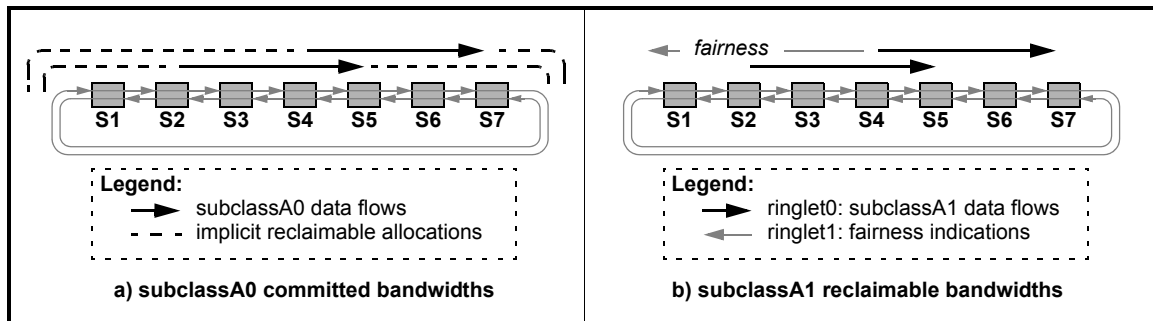 S1 S2 S3 S4 S5 S6 S7
Legend:
subclassA0 data flows
implicit reclaimable allocations
a) subclassA0 committed bandwidths
fairness
S1 S2 S3 S4 S5 S6 S7
Legend:
ringlet0: subclassA1 data flows
ringlet1: fairness indications
b) subclassA1 reclaimable bandwidths